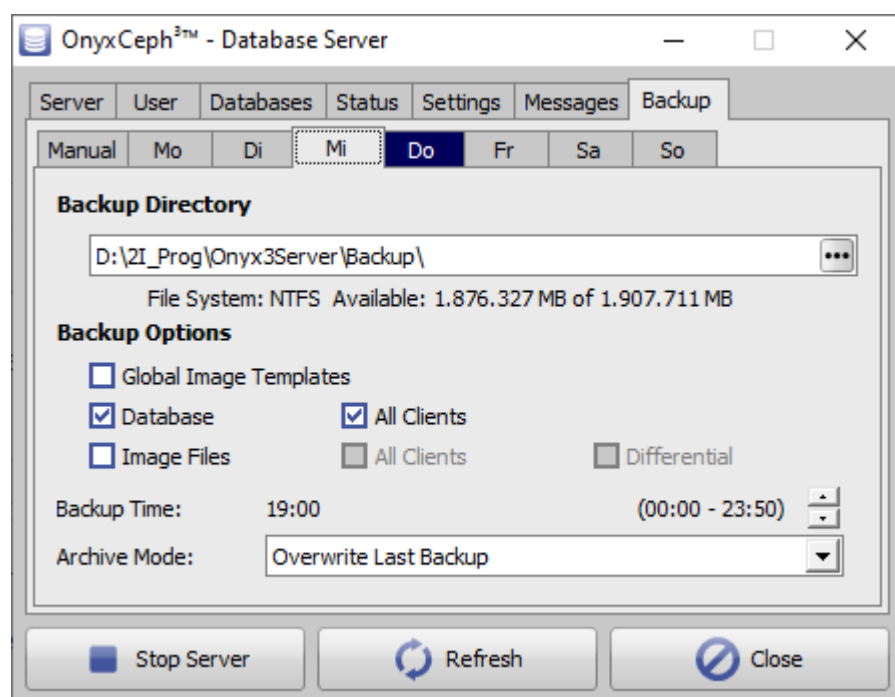 OnyxCeph³™ - Database Server
Server User Databases Status Settings Messages Backup
Manual Mo Di Mi Do Fr Sa So
Backup Directory
D:\2I_Prog\Onyx3Server\Backup\
File System: NTFS Available: 1.876.327 MB of 1.907.711 MB
Backup Options
Global Image Templates
Database All Clients
Image Files All Clients Differential
Backup Time: 19:00 (00:00 - 23:50)
Archive Mode: Overwrite Last Backup
Stop Server Refresh Close